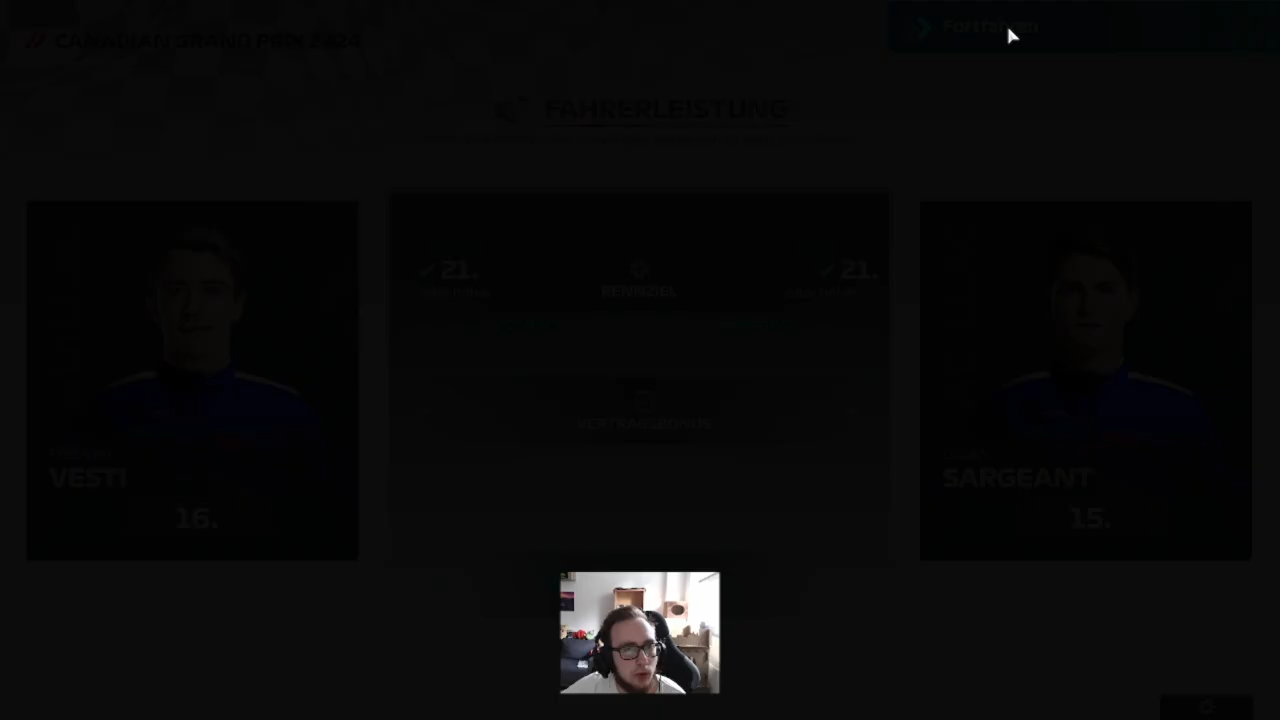 // CANADIAN GRAND PRIX 2024
Fortfahren
FAHRERLEISTUNG
21.
RENNZIEL
21.
VERTRAGSBONUS
VESTI
16.
SARGEANT
15.